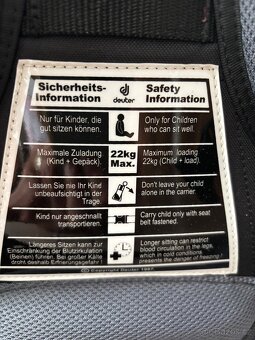 Sicherheits-
information
deuter
Safety
Information
Nur für Kinder, die
gut sitzen können.
Only for Children
who can sit well.
Maximale Zuladung
(Kind + Gepäck).
22kg
Max.
Maximum loading
22kg (Child + load).
Lassen Sie nie Ihr Kind
unbeaufsichtigt in der
Trage.
Don't leave your child
alone in the carrier.
Kind nur angeschnallt
transportieren.
Carry child only with seat
belt fastened.
Längeres Sitzen kann zur
Einschränkung der Blutzirkulation
(Beinen) führen. Bei großer Kälte
droht deshalb Erfrierungsgefahr!
Longer sitting can restrict
blood circulation in the legs,
which in cold conditions
presents the danger of freezing!
© Copyright Deuter 1997